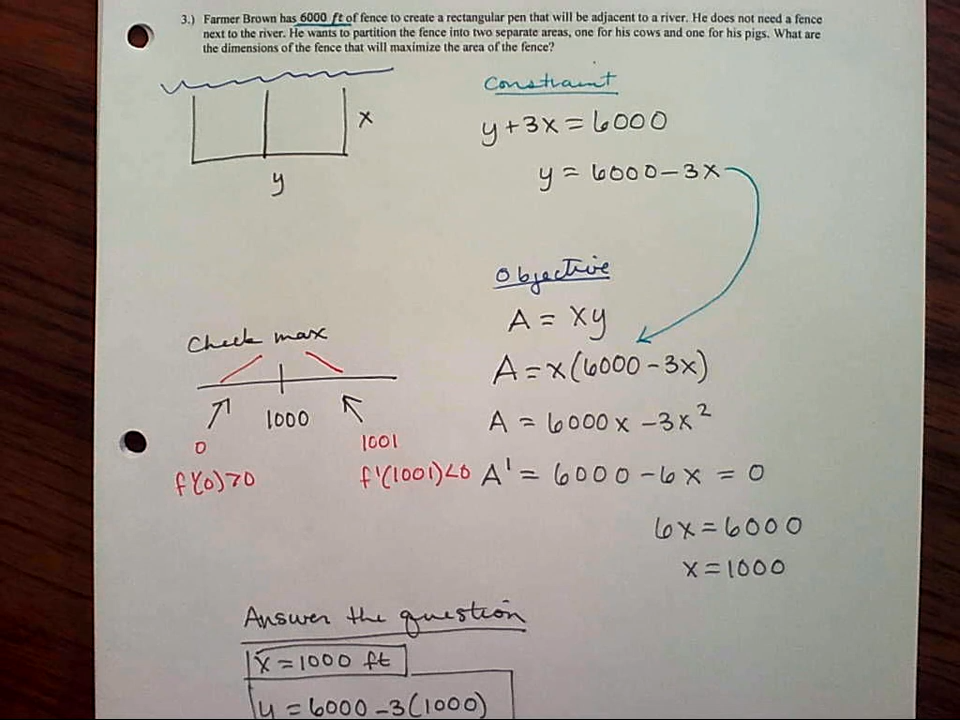 3.) Farmer Brown has 6000 ft of fence to create a rectangular pen that will be adjacent to a river. He does not need a fence
next to the river. He wants to partition the fence into two separate areas, one for his cows and one for his pigs. What are
the dimensions of the fence that will maximize the area of the fence?
x
y
Constraint
y + 3x = 6000
y = 6000 - 3x
Objective
A = xy
A = x(6000 - 3x)
A = 6000x - 3x²
A' = 6000 - 6x = 0
6x = 6000
x = 1000
Check max
1000
0
1001
f'(0)>0
f'(1001)<0
Answer the question
x = 1000 ft
y = 6000 - 3(1000)